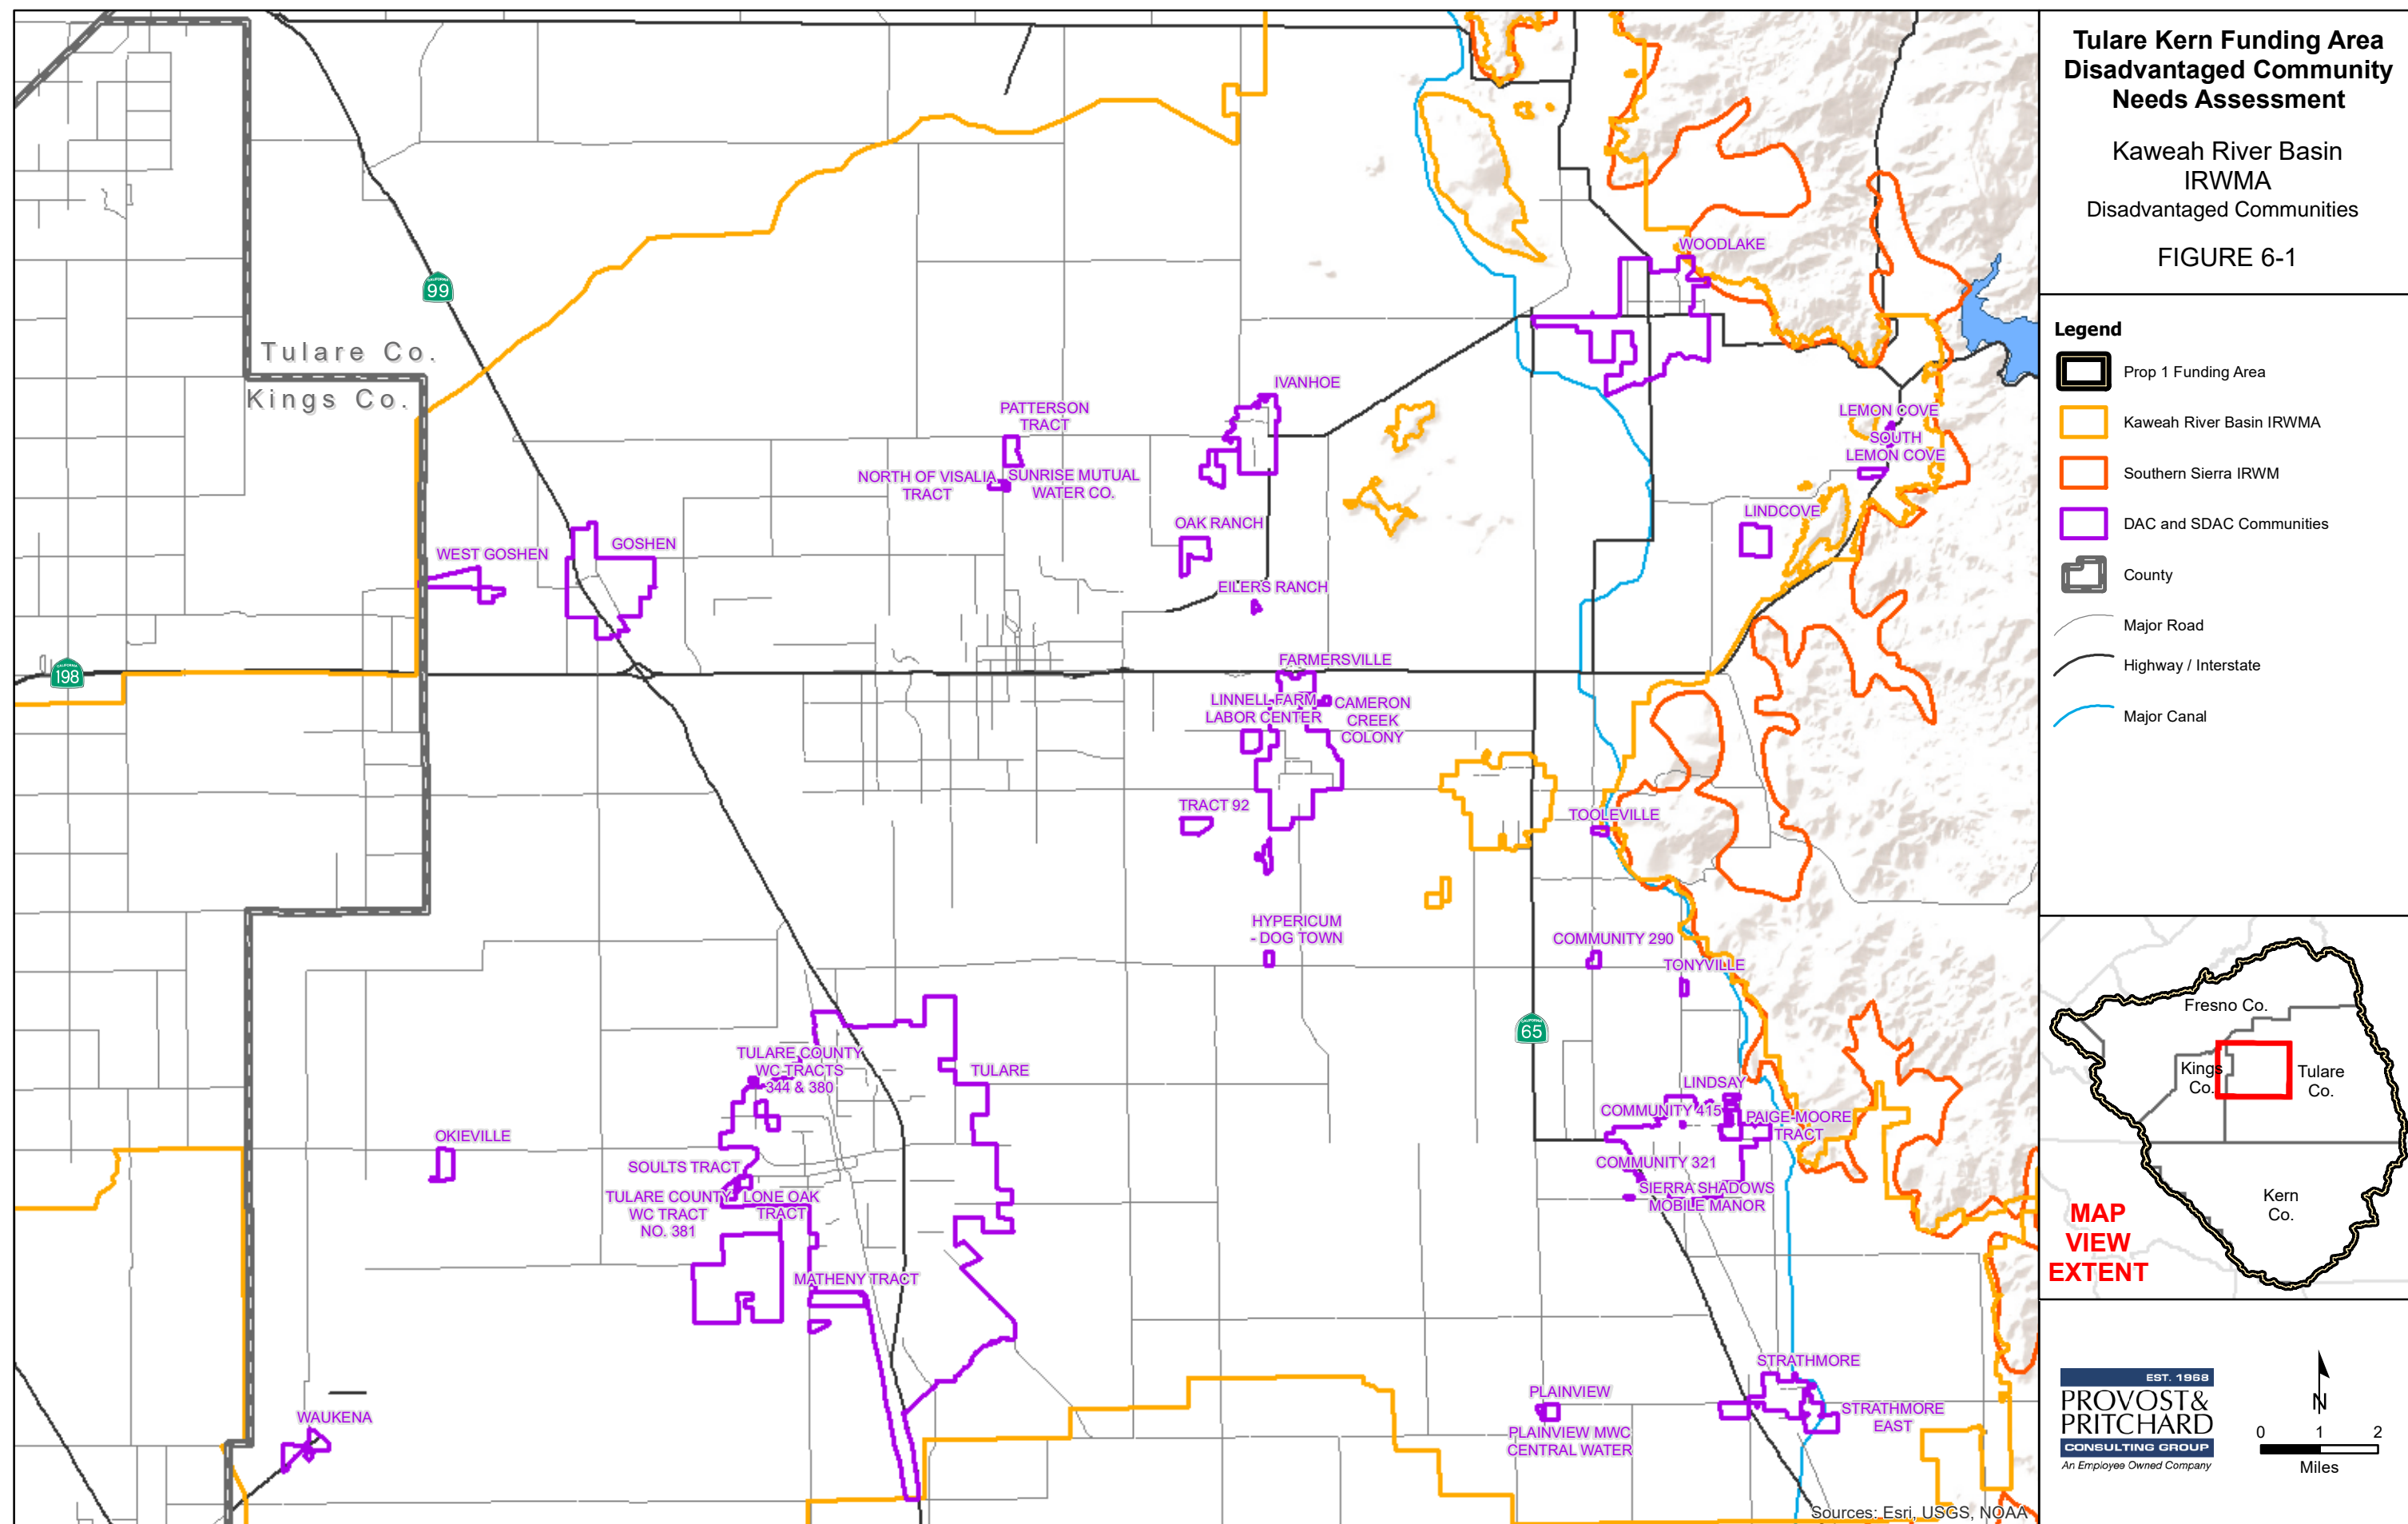 Tulare Kern Funding Area
Disadvantaged Community
Needs Assessment
Kaweah River Basin
IRWMA
Disadvantaged Communities
FIGURE 6-1
Legend
Prop 1 Funding Area
Kaweah River Basin IRWMA
Southern Sierra IRWM
DAC and SDAC Communities
County
Major Road
Highway / Interstate
Major Canal
Fresno Co.
Kings
Co.
Tulare
Co.
Kern
Co.
MAP
VIEW
EXTENT
EST. 1968
PROVOST&
PRITCHARD
CONSULTING GROUP
An Employee Owned Company
N
0 1 2
Miles
Tulare Co.
Kings Co.
CALIFORNIA
99
CALIFORNIA
198
CALIFORNIA
65
WOODLAKE
IVANHOE
PATTERSON
TRACT
NORTH OF VISALIA
TRACT
SUNRISE MUTUAL
WATER CO.
LEMON COVE
SOUTH
LEMON COVE
LINDCOVE
OAK RANCH
EILERS RANCH
WEST GOSHEN
GOSHEN
FARMERSVILLE
LINNELL FARM
LABOR CENTER
CAMERON
CREEK
COLONY
TRACT 92
TOOLEVILLE
HYPERICUM
- DOG TOWN
COMMUNITY 290
TONYVILLE
TULARE COUNTY
WC TRACTS
344 & 380
TULARE
OKIEVILLE
SOULTS TRACT
TULARE COUNTY
WC TRACT
NO. 381
LONE OAK
TRACT
MATHENY TRACT
LINDSAY
COMMUNITY 415
PAIGE-MOORE
TRACT
COMMUNITY 321
SIERRA SHADOWS
MOBILE MANOR
STRATHMORE
STRATHMORE
EAST
PLAINVIEW
PLAINVIEW MWC
CENTRAL WATER
WAUKENA
Sources: Esri, USGS, NOAA